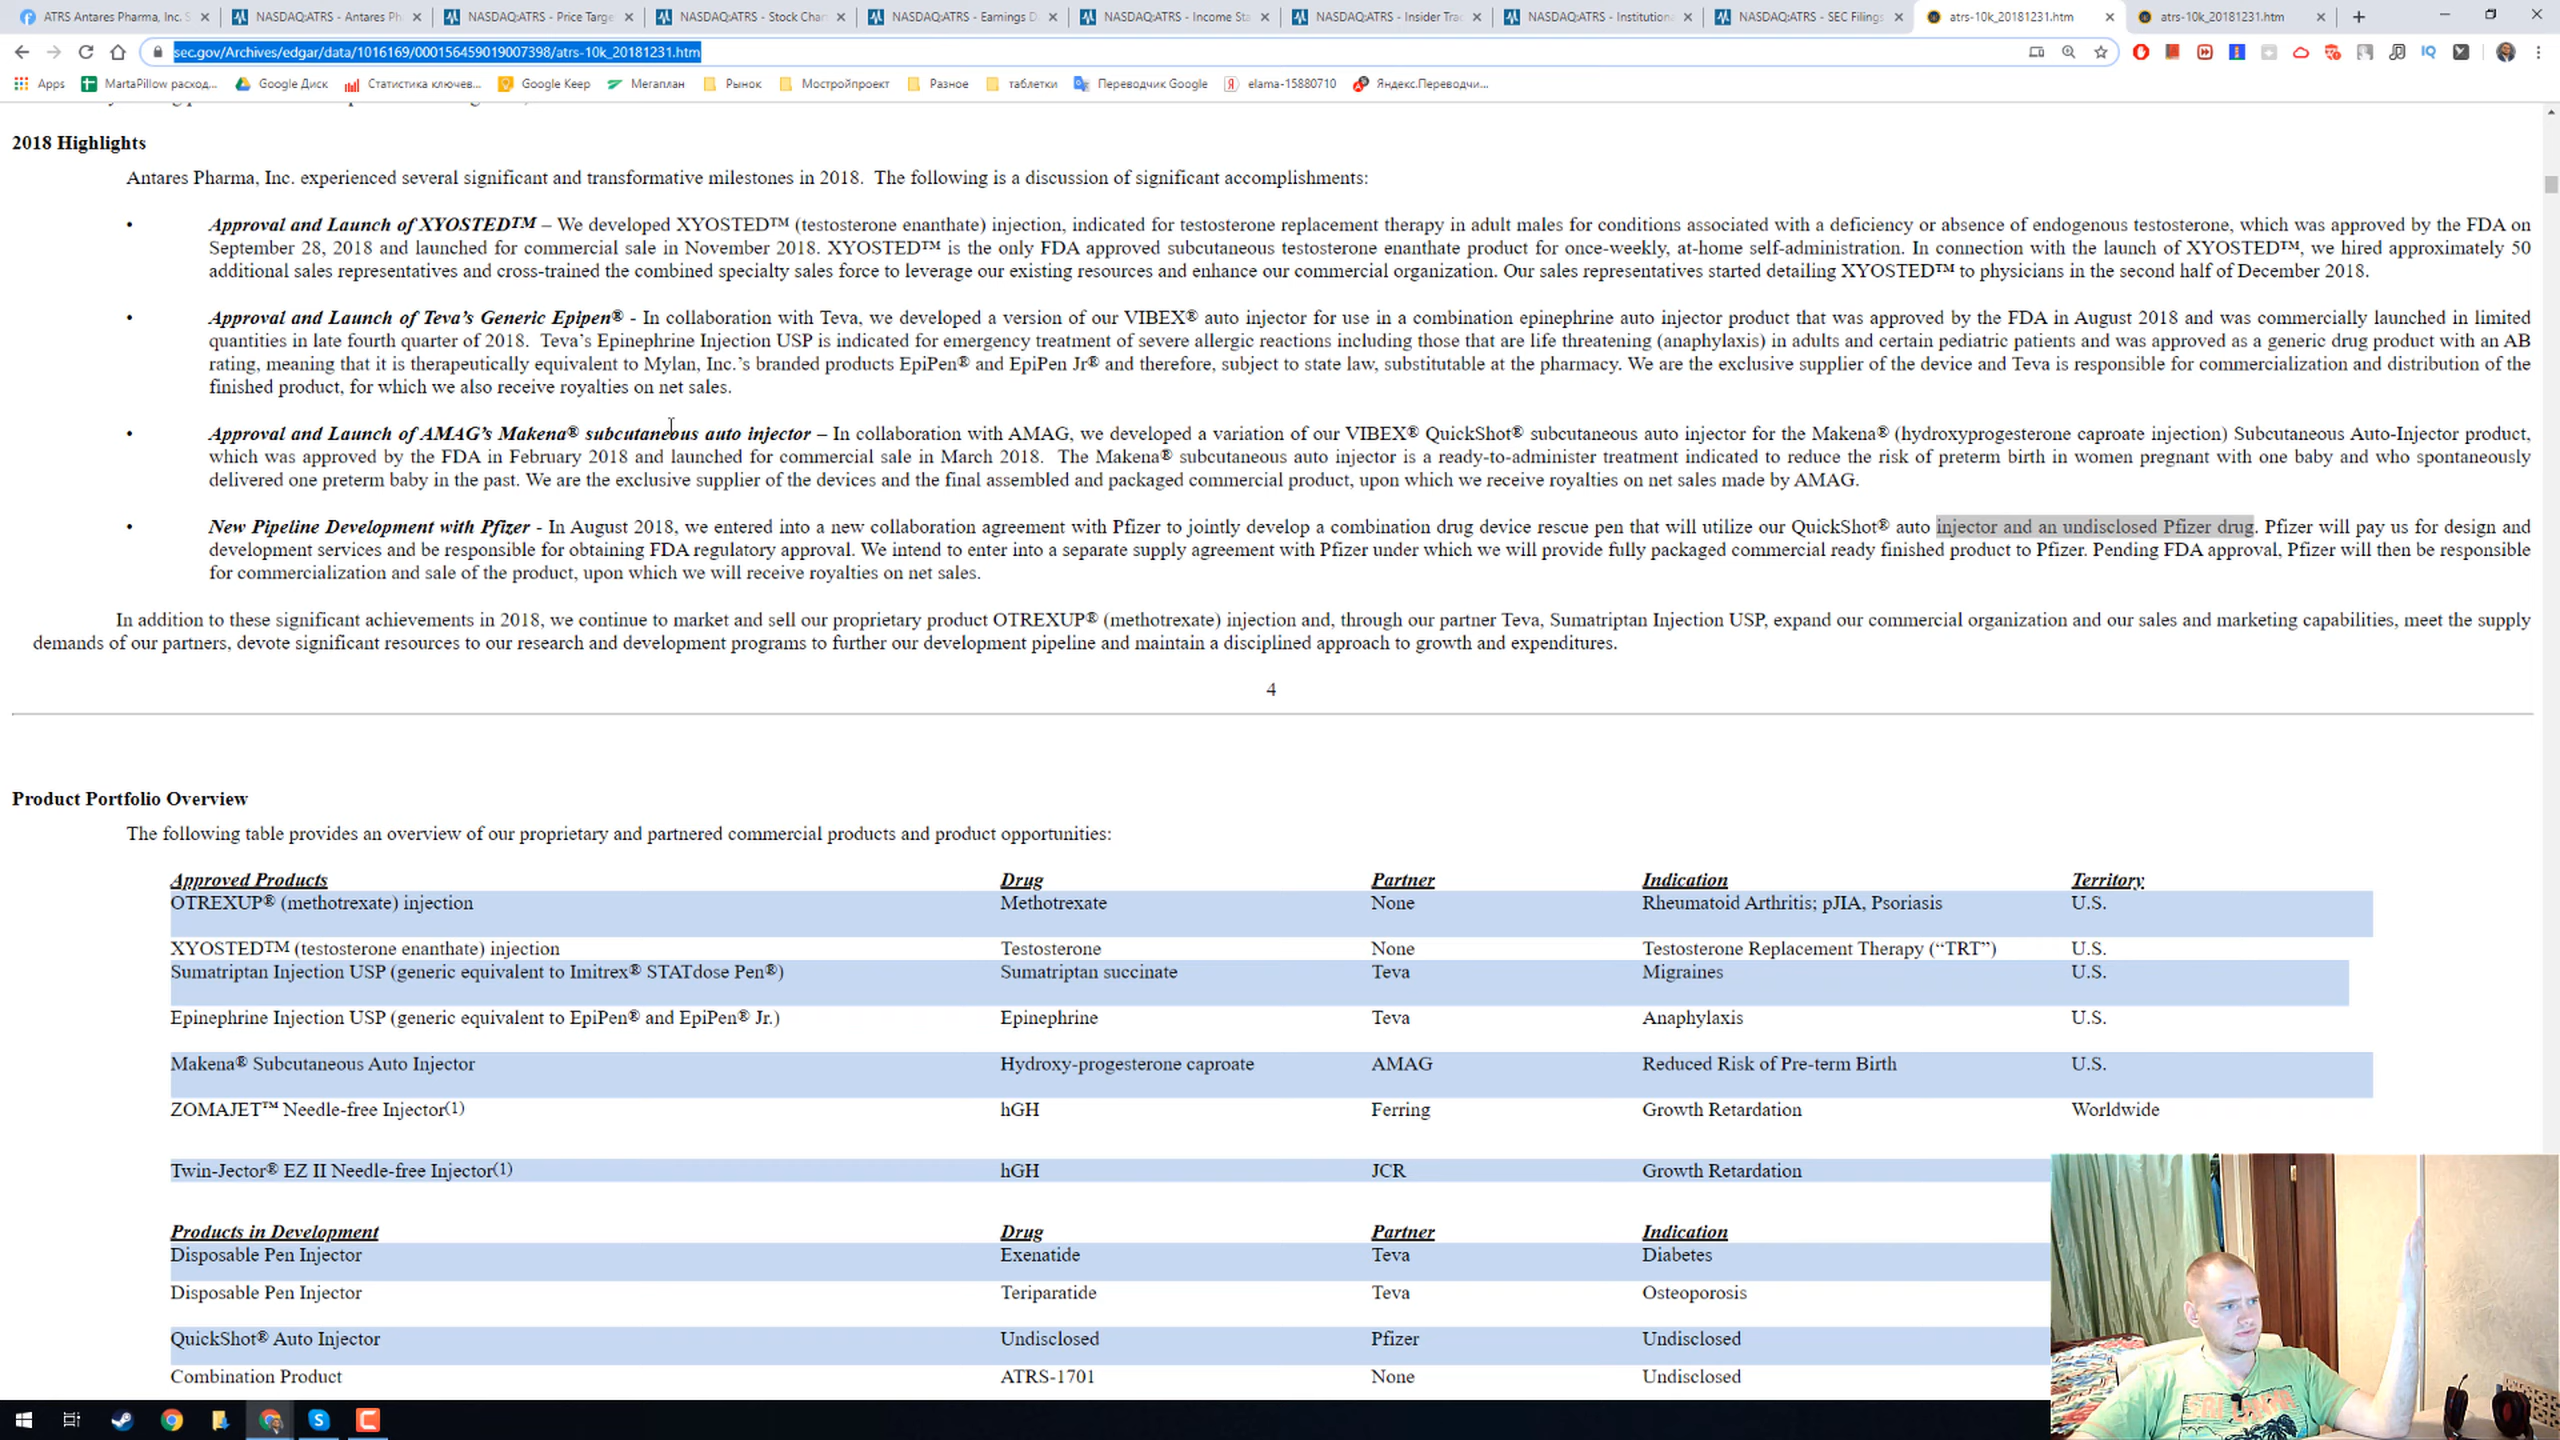 ATRS Antares Pharma, Inc. S
NASDAQ:ATRS - Antares Ph
NASDAQ:ATRS - Price Targe
NASDAQ:ATRS - Stock Char
NASDAQ:ATRS - Earnings D
NASDAQ:ATRS - Income Sta
NASDAQ:ATRS - Insider Tra
NASDAQ:ATRS - Institutiona
NASDAQ:ATRS - SEC Filings
atrs-10k_20181231.htm
atrs-10k_20181231.htm
sec.gov/Archives/edgar/data/1016169/000156459019007398/atrs-10k_20181231.htm
Apps MartaPillow расход... Google Диск Статистика ключев... Google Keep Мегаплан Рынок Мостройпроект Разное таблетки Переводчик Google elama-15880710 Яндекс.Переводчи...
2018 Highlights
Antares Pharma, Inc. experienced several significant and transformative milestones in 2018. The following is a discussion of significant accomplishments:
• Approval and Launch of XYOSTED™ – We developed XYOSTED™ (testosterone enanthate) injection, indicated for testosterone replacement therapy in adult males for conditions associated with a deficiency or absence of endogenous testosterone, which was approved by the FDA on
September 28, 2018 and launched for commercial sale in November 2018. XYOSTED™ is the only FDA approved subcutaneous testosterone enanthate product for once-weekly, at-home self-administration. In connection with the launch of XYOSTED™, we hired approximately 50
additional sales representatives and cross-trained the combined specialty sales force to leverage our existing resources and enhance our commercial organization. Our sales representatives started detailing XYOSTED™ to physicians in the second half of December 2018.
• Approval and Launch of Teva's Generic Epipen® - In collaboration with Teva, we developed a version of our VIBEX® auto injector for use in a combination epinephrine auto injector product that was approved by the FDA in August 2018 and was commercially launched in limited
quantities in late fourth quarter of 2018. Teva's Epinephrine Injection USP is indicated for emergency treatment of severe allergic reactions including those that are life threatening (anaphylaxis) in adults and certain pediatric patients and was approved as a generic drug product with an AB
rating, meaning that it is therapeutically equivalent to Mylan, Inc.'s branded products EpiPen® and EpiPen Jr® and therefore, subject to state law, substitutable at the pharmacy. We are the exclusive supplier of the device and Teva is responsible for commercialization and distribution of the
finished product, for which we also receive royalties on net sales.
• Approval and Launch of AMAG's Makena® subcutaneous auto injector – In collaboration with AMAG, we developed a variation of our VIBEX® QuickShot® subcutaneous auto injector for the Makena® (hydroxyprogesterone caproate injection) Subcutaneous Auto-Injector product,
which was approved by the FDA in February 2018 and launched for commercial sale in March 2018. The Makena® subcutaneous auto injector is a ready-to-administer treatment indicated to reduce the risk of preterm birth in women pregnant with one baby and who spontaneously
delivered one preterm baby in the past. We are the exclusive supplier of the devices and the final assembled and packaged commercial product, upon which we receive royalties on net sales made by AMAG.
• New Pipeline Development with Pfizer - In August 2018, we entered into a new collaboration agreement with Pfizer to jointly develop a combination drug device rescue pen that will utilize our QuickShot® auto injector and an undisclosed Pfizer drug. Pfizer will pay us for design and
development services and be responsible for obtaining FDA regulatory approval. We intend to enter into a separate supply agreement with Pfizer under which we will provide fully packaged commercial ready finished product to Pfizer. Pending FDA approval, Pfizer will then be responsible
for commercialization and sale of the product, upon which we will receive royalties on net sales.
In addition to these significant achievements in 2018, we continue to market and sell our proprietary product OTREXUP® (methotrexate) injection and, through our partner Teva, Sumatriptan Injection USP, expand our commercial organization and our sales and marketing capabilities, meet the supply
demands of our partners, devote significant resources to our research and development programs to further our development pipeline and maintain a disciplined approach to growth and expenditures.
4
Product Portfolio Overview
The following table provides an overview of our proprietary and partnered commercial products and product opportunities:
Approved Products Drug Partner Indication Territory
OTREXUP® (methotrexate) injection Methotrexate None Rheumatoid Arthritis; pJIA, Psoriasis U.S.
XYOSTED™ (testosterone enanthate) injection Testosterone None Testosterone Replacement Therapy (“TRT”) U.S.
Sumatriptan Injection USP (generic equivalent to Imitrex® STATdose Pen®) Sumatriptan succinate Teva Migraines U.S.
Epinephrine Injection USP (generic equivalent to EpiPen® and EpiPen® Jr.) Epinephrine Teva Anaphylaxis U.S.
Makena® Subcutaneous Auto Injector Hydroxy-progesterone caproate AMAG Reduced Risk of Pre-term Birth U.S.
ZOMAJET™ Needle-free Injector(1) hGH Ferring Growth Retardation Worldwide
Twin-Jector® EZ II Needle-free Injector(1) hGH JCR Growth Retardation
Products in Development Drug Partner Indication
Disposable Pen Injector Exenatide Teva Diabetes
Disposable Pen Injector Teriparatide Teva Osteoporosis
QuickShot® Auto Injector Undisclosed Pfizer Undisclosed
Combination Product ATRS-1701 None Undisclosed